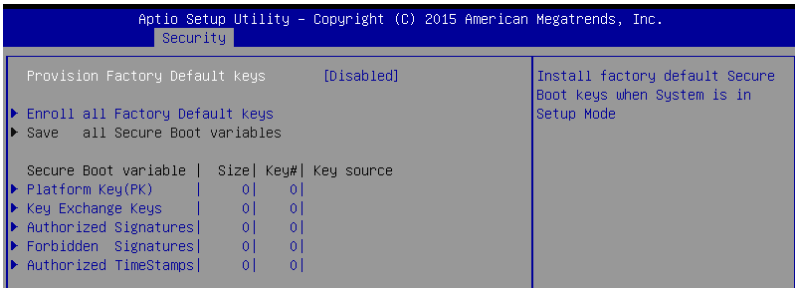 Aptio Setup Utility – Copyright (C) 2015 American Megatrends, Inc.
Security
Provision Factory Default keys [Disabled]
▶ Enroll all Factory Default keys
▶ Save all Secure Boot variables
Secure Boot variable | Size| Key#| Key source
▶ Platform Key(PK) | 0| 0|
▶ Key Exchange Keys | 0| 0|
▶ Authorized Signatures| 0| 0|
▶ Forbidden Signatures| 0| 0|
▶ Authorized TimeStamps| 0| 0|
Install factory default Secure
Boot keys when System is in
Setup Mode